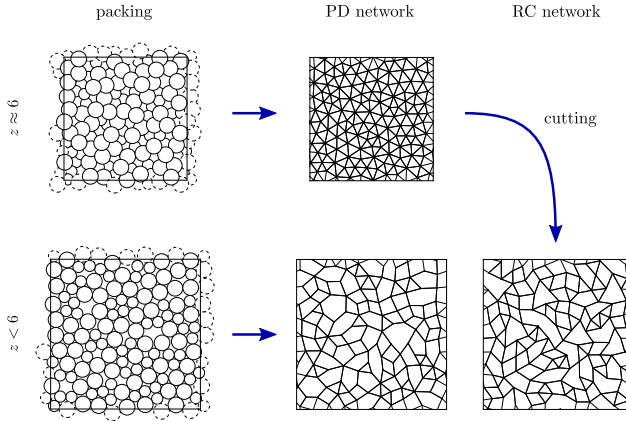 packing
PD network
RC network
z ≈ 6
cutting
z < 6